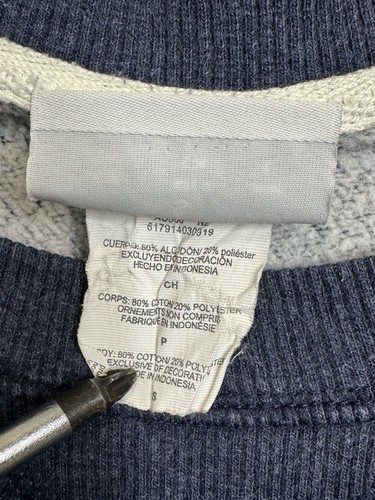 617914030919
CUERPO: 80% ALGODÓN/ 20% poliéster
EXCLUYENDO DECORACIÓN
HECHO EN INDONESIA
CH
CORPS: 80% COTON/ 20% POLYESTER
ORNEMENTS NON COMPRIS
FABRIQUÉ EN INDONÉSIE
P
BODY: 80% COTTON/ 20% POLYESTER
EXCLUSIVE OF DECORATION
MADE IN INDONESIA
S